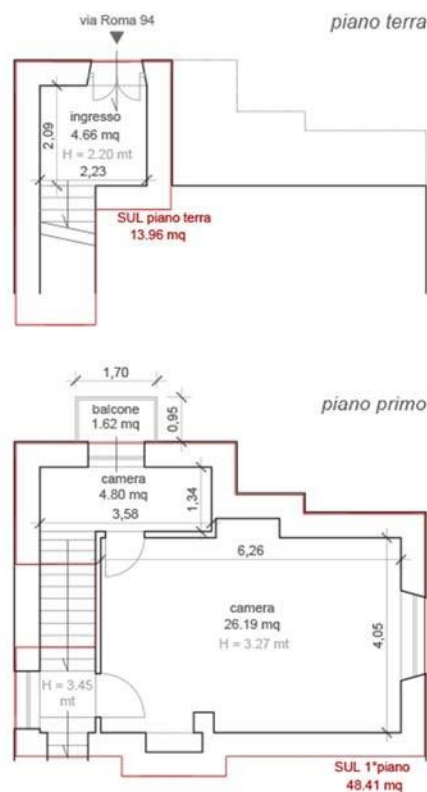 via Roma 94
piano terra
ingresso
4.66 mq
H = 2.20 mt
2,09
2,23
SUL piano terra
13.96 mq
1,70
balcone
1.62 mq
0,95
piano primo
camera
4.80 mq
1,34
3,58
6,26
camera
26.19 mq
H = 3.27 mt
4,05
H = 3.45
mt
SUL 1°piano
48.41 mq